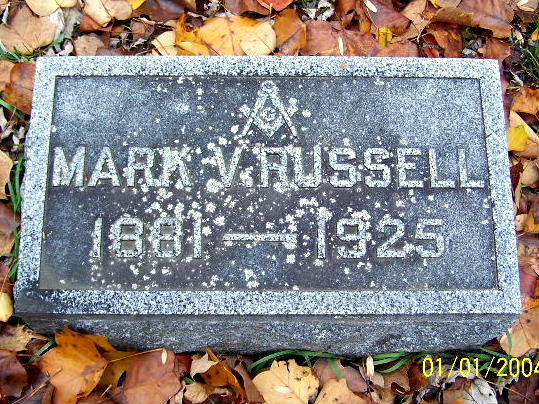 MARK V. RUSSELL
1881 — 1925
01/01/2004